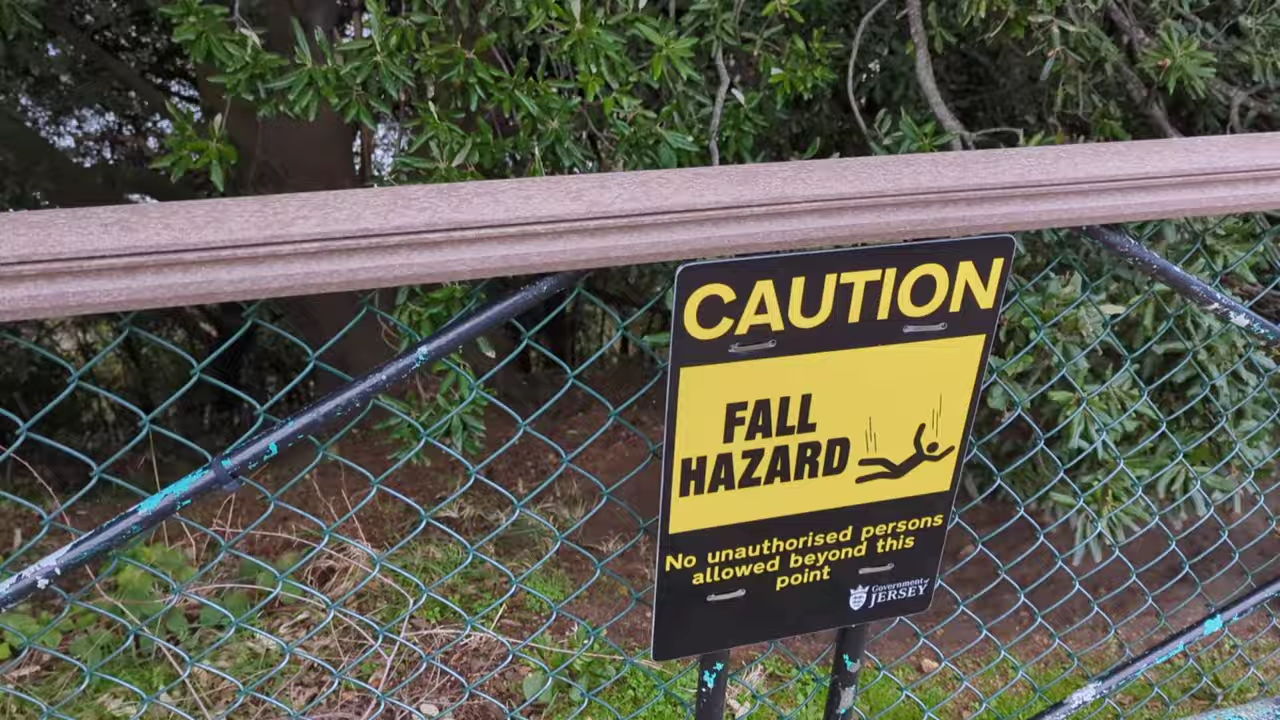 CAUTION
FALL
HAZARD
No unauthorised persons
allowed beyond this
point
Government of
JERSEY